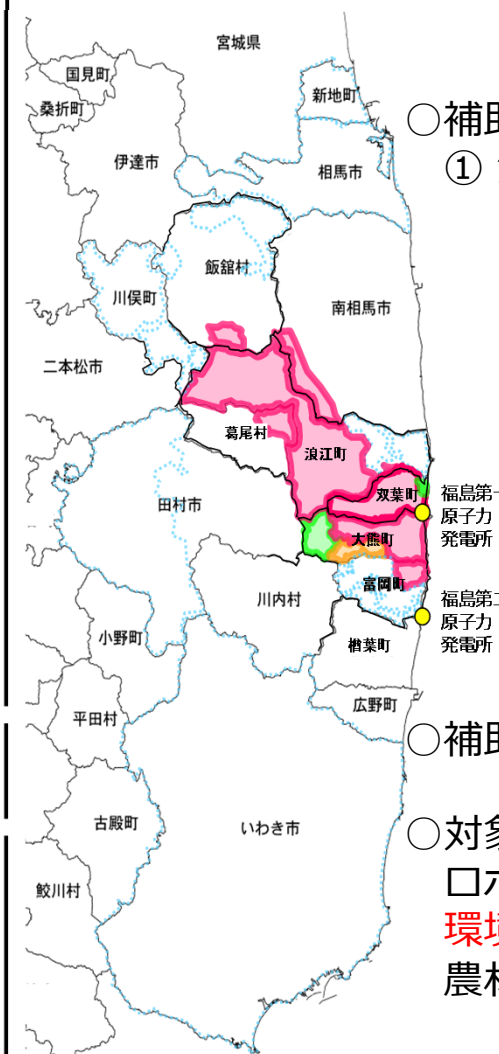 宮城県
国見町
桑折町
新地町
伊達市
相馬市
飯舘村
川俣町
南相馬市
二本松市
葛尾村
浪江町
田村市
双葉町
大熊町
富岡町
川内村
小野町
楢葉町
広野町
平田村
古殿町
いわき市
鮫川村
福島第一
原子力
発電所
福島第二
原子力
発電所
○補助
①
○補助
○対象
ロボ
環境
農林